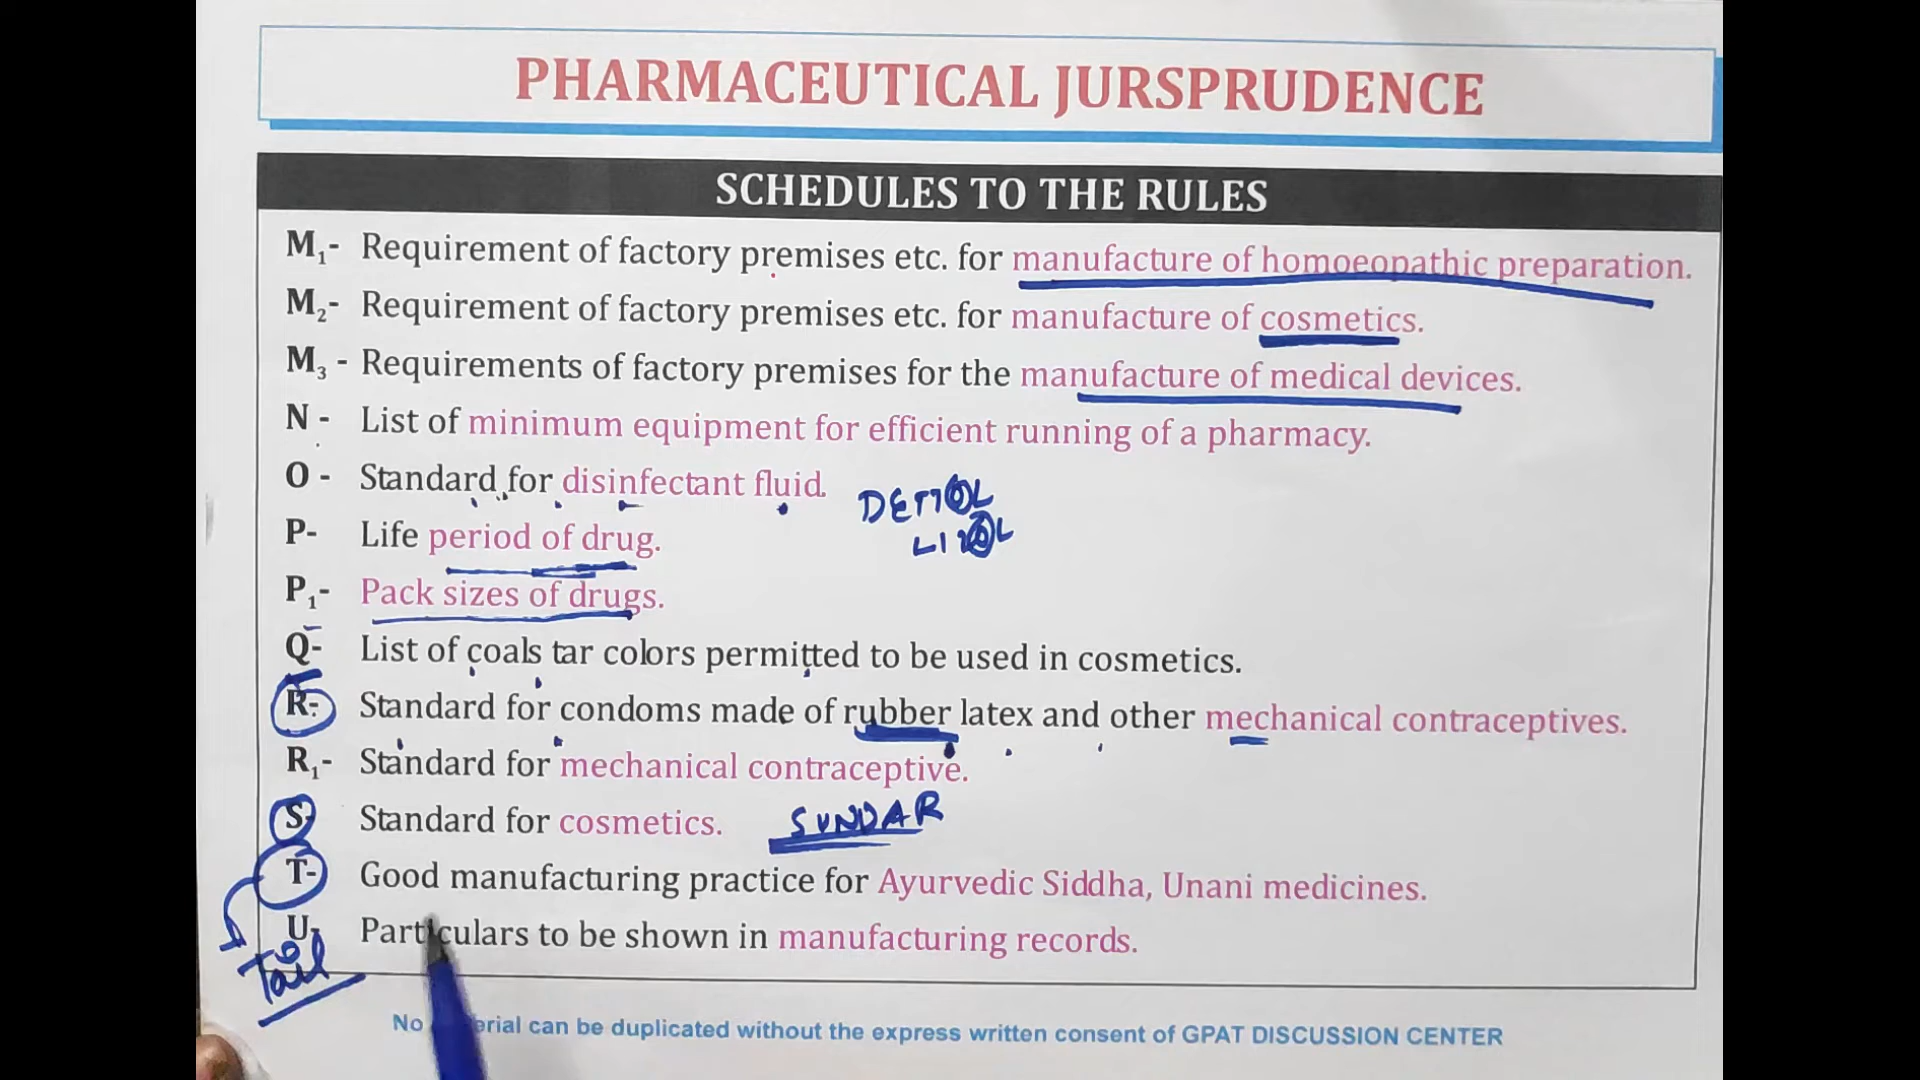 PHARMACEUTICAL JURSPRUDENCE
SCHEDULES TO THE RULES
M₁- Requirement of factory premises etc. for manufacture of homoeopathic preparation.
M₂- Requirement of factory premises etc. for manufacture of cosmetics.
M₃ - Requirements of factory premises for the manufacture of medical devices.
N - List of minimum equipment for efficient running of a pharmacy.
O - Standard for disinfectant fluid.
DETTOL
P- Life period of drug.
P₁- Pack sizes of drugs.
Q- List of coals tar colors permitted to be used in cosmetics.
R- Standard for condoms made of rubber latex and other mechanical contraceptives.
R₁- Standard for mechanical contraceptive.
S- Standard for cosmetics. SUNDAR
T- Good manufacturing practice for Ayurvedic Siddha, Unani medicines.
U- Particulars to be shown in manufacturing records.
No can be duplicated without the express written consent of GPAT DISCUSSION CENTER